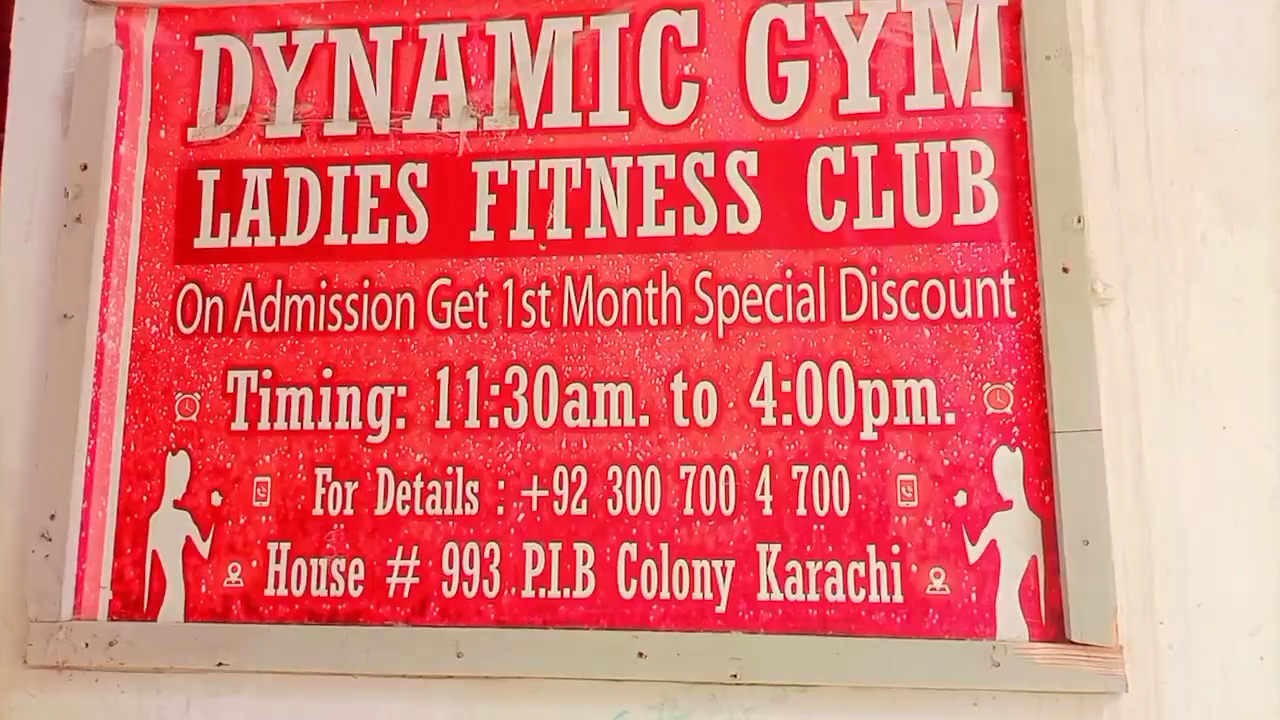 DYNAMIC GYM
LADIES FITNESS CLUB
On Admission Get 1st Month Special Discount
Timing: 11:30am. to 4:00pm.
For Details : +92 300 700 4 700
House # 993 P.I.B Colony Karachi